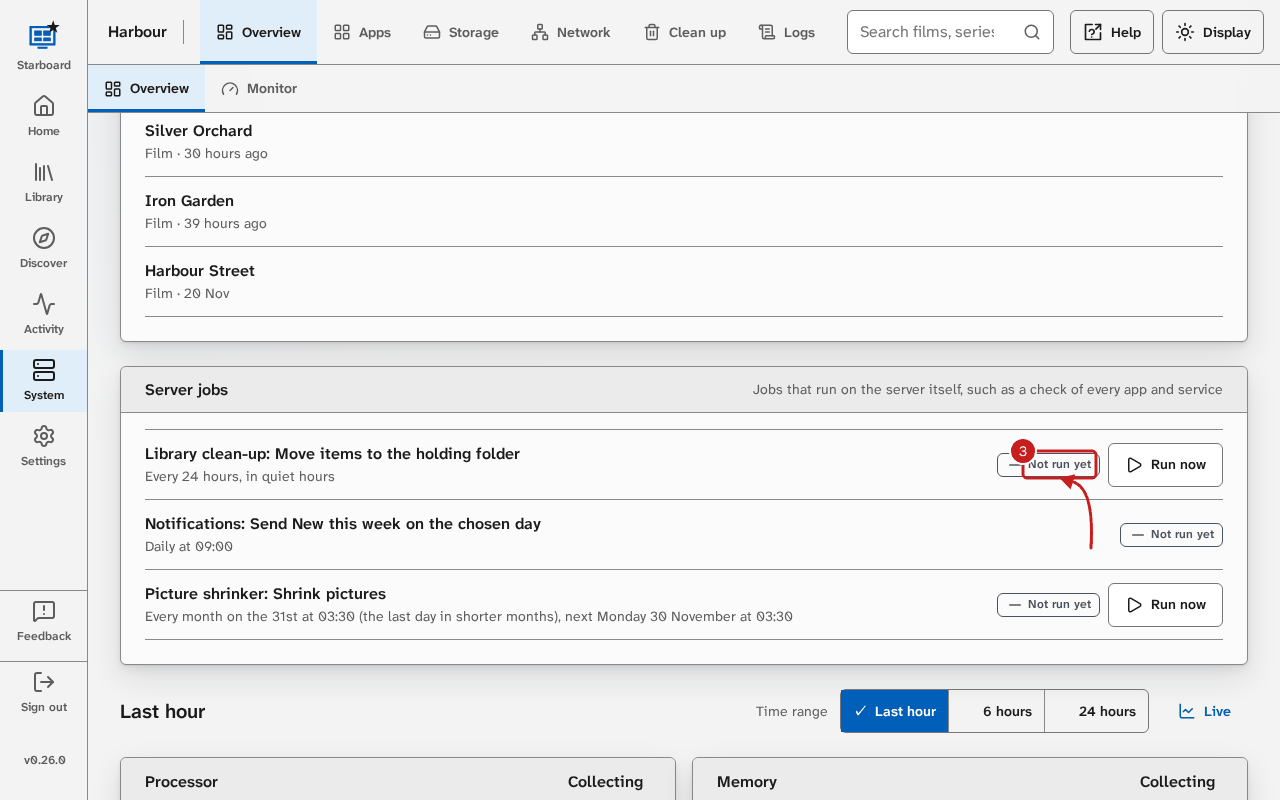 Starboard
Home
Library
Discover
Activity
System
Settings
Feedback
Sign out
v0.26.0
Harbour
Overview
Apps
Storage
Network
Clean up
Logs
Search films, series
Help
Display
Overview
Monitor
Silver Orchard
Film · 30 hours ago
Iron Garden
Film · 39 hours ago
Harbour Street
Film · 20 Nov
Server jobs
Jobs that run on the server itself, such as a check of every app and service
Library clean-up: Move items to the holding folder
Every 24 hours, in quiet hours
3
— Not run yet
Run now
Notifications: Send New this week on the chosen day
Daily at 09:00
— Not run yet
Picture shrinker: Shrink pictures
Every month on the 31st at 03:30 (the last day in shorter months), next Monday 30 November at 03:30
— Not run yet
Run now
Last hour
Time range
✓ Last hour
6 hours
24 hours
Live
Processor
Collecting
Memory
Collecting